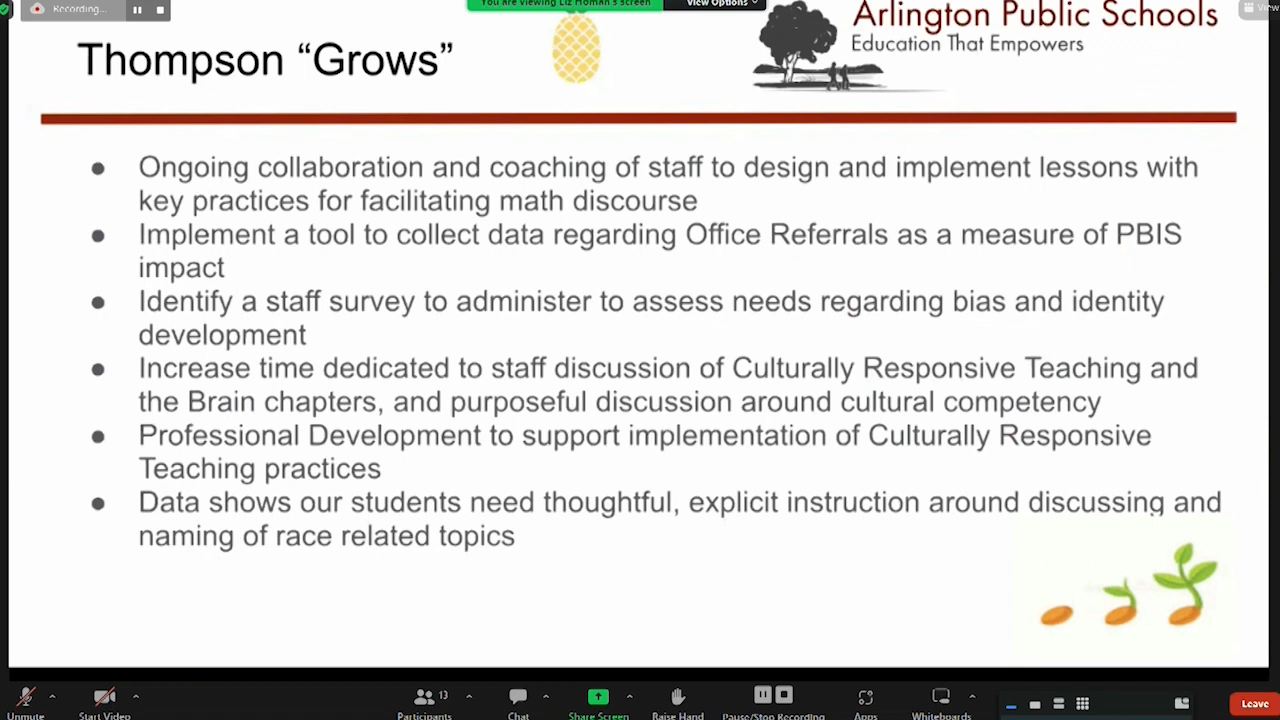 Recording...
You are viewing Liz Homan's screen
View Options
View
Arlington Public Schools
Education That Empowers
Thompson “Grows”
● Ongoing collaboration and coaching of staff to design and implement lessons with
key practices for facilitating math discourse
● Implement a tool to collect data regarding Office Referrals as a measure of PBIS
impact
● Identify a staff survey to administer to assess needs regarding bias and identity
development
● Increase time dedicated to staff discussion of Culturally Responsive Teaching and
the Brain chapters, and purposeful discussion around cultural competency
● Professional Development to support implementation of Culturally Responsive
Teaching practices
● Data shows our students need thoughtful, explicit instruction around discussing and
naming of race related topics
Unmute
Start Video
Participants
13
Chat
Share Screen
Raise Hand
Pause/Stop Recording
Apps
Whiteboards
Leave